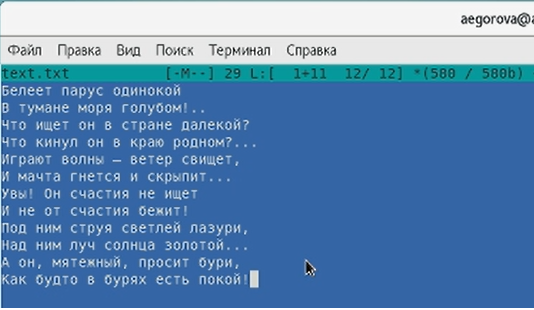 aegorova@a
Файл Правка Вид Поиск Терминал Справка
text.txt [-M--] 29 L:[ 1+11 12/ 12] *(580 / 580b)
Белеет парус одинокой
В тумане моря голубом!..
Что ищет он в стране далекой?
Что кинул он в краю родном?...
Играют волны – ветер свищет,
И мачта гнется и скрыпит...
Увы! Он счастия не ищет
И не от счастия бежит!
Под ним струя светлей лазури,
Над ним луч солнца золотой...
А он, мятежный, просит бури,
Как будто в бурях есть покой!